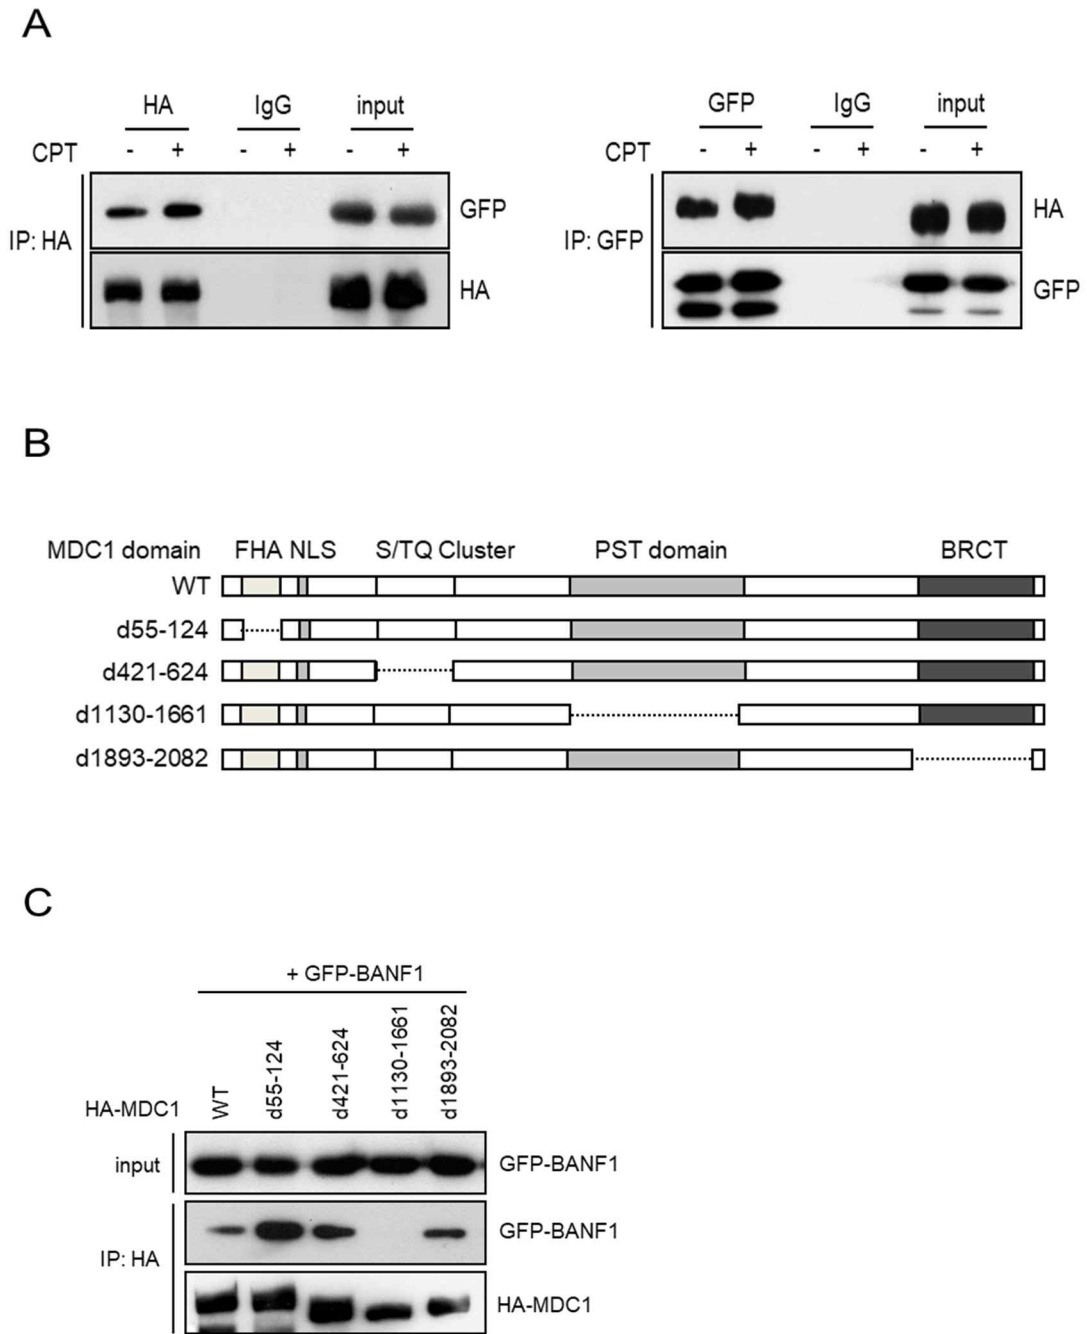 A
HA IgG input
CPT - + - + - +
IP: HA
GFP
HA
GFP IgG input
CPT - + - + - +
IP: GFP
HA
GFP
B
MDC1 domain FHA NLS S/TQ Cluster PST domain BRCT
WT
d55-124
d421-624
d1130-1661
d1893-2082
C
+ GFP-BANF1
HA-MDC1 WT d55-124 d421-624 d1130-1661 d1893-2082
input GFP-BANF1
IP: HA
GFP-BANF1
HA-MDC1